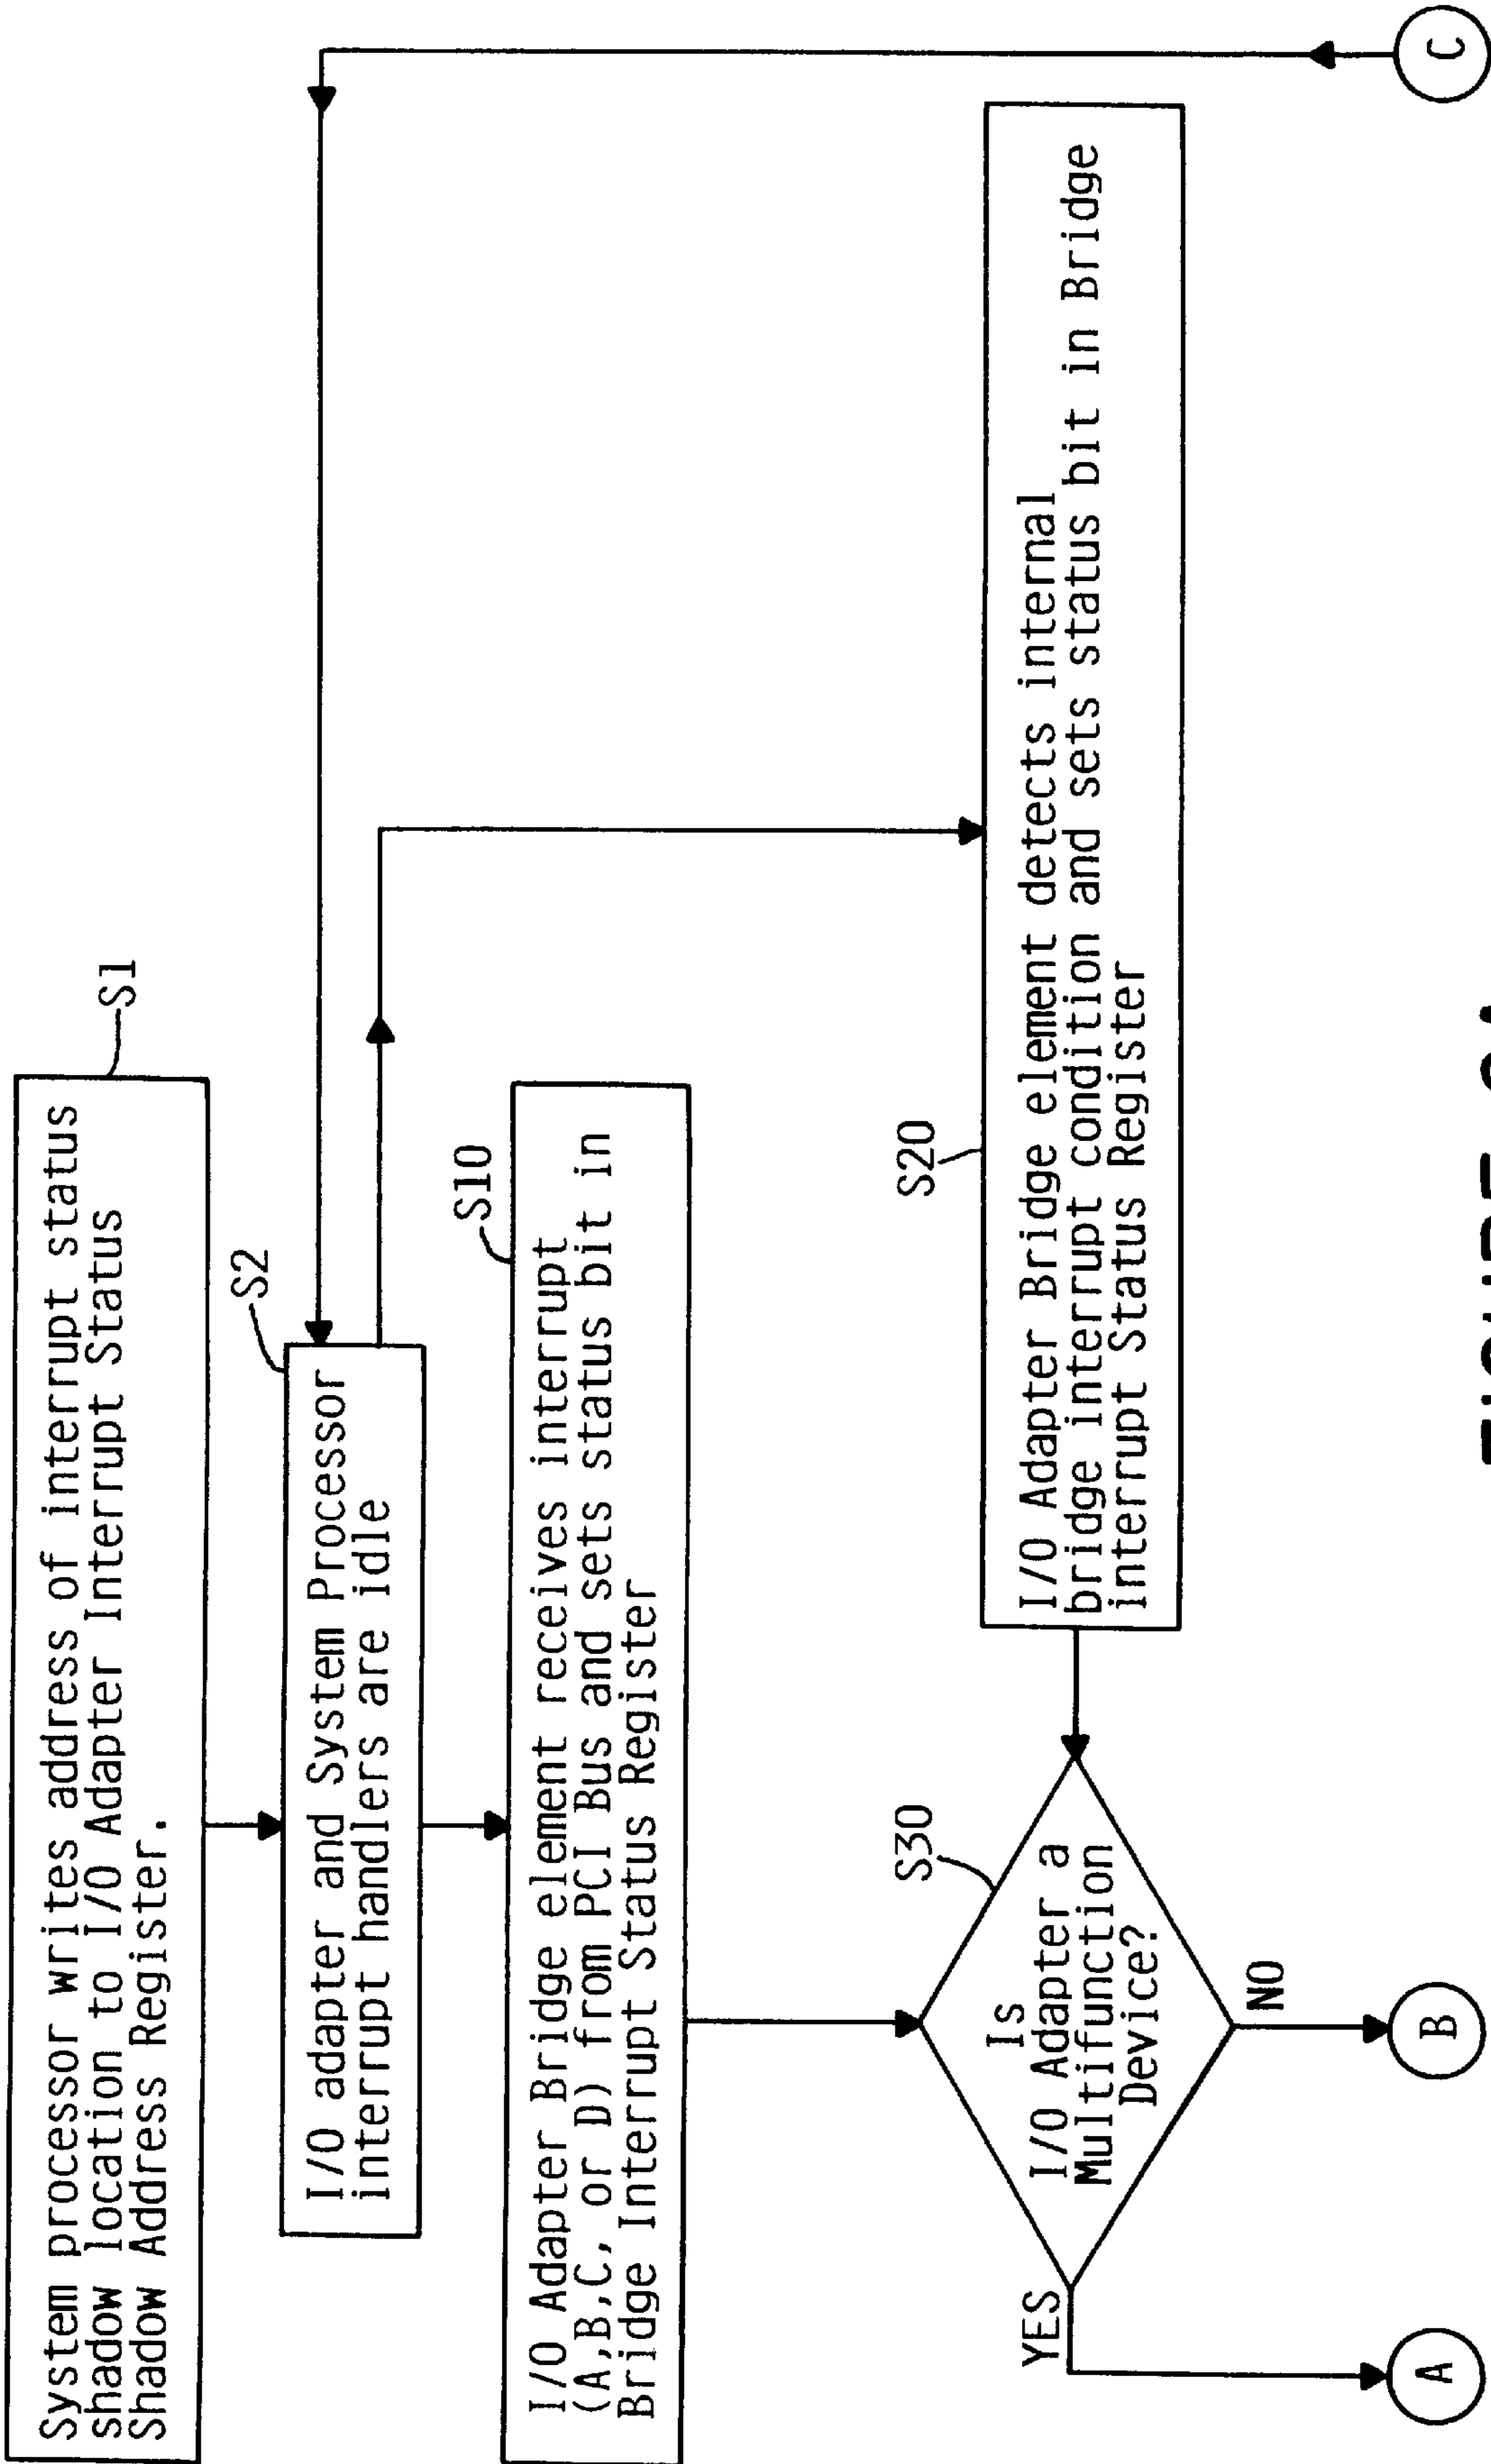 System processor writes address of interrupt status
shadow location to I/O Adapter Interrupt Status
Shadow Address Register.
S1
I/O adapter and System Processor
interrupt handlers are idle
S2
I/O Adapter Bridge element receives interrupt
(A,B,C, or D) from PCI Bus and sets status bit in
Bridge Interrupt Status Register
S10
I/O Adapter Bridge element detects internal
bridge interrupt condition and sets status bit in Bridge
interrupt Status Register
S20
Is
I/O Adapter a
Multifunction
Device?
S30
YES
NO
A
B
C